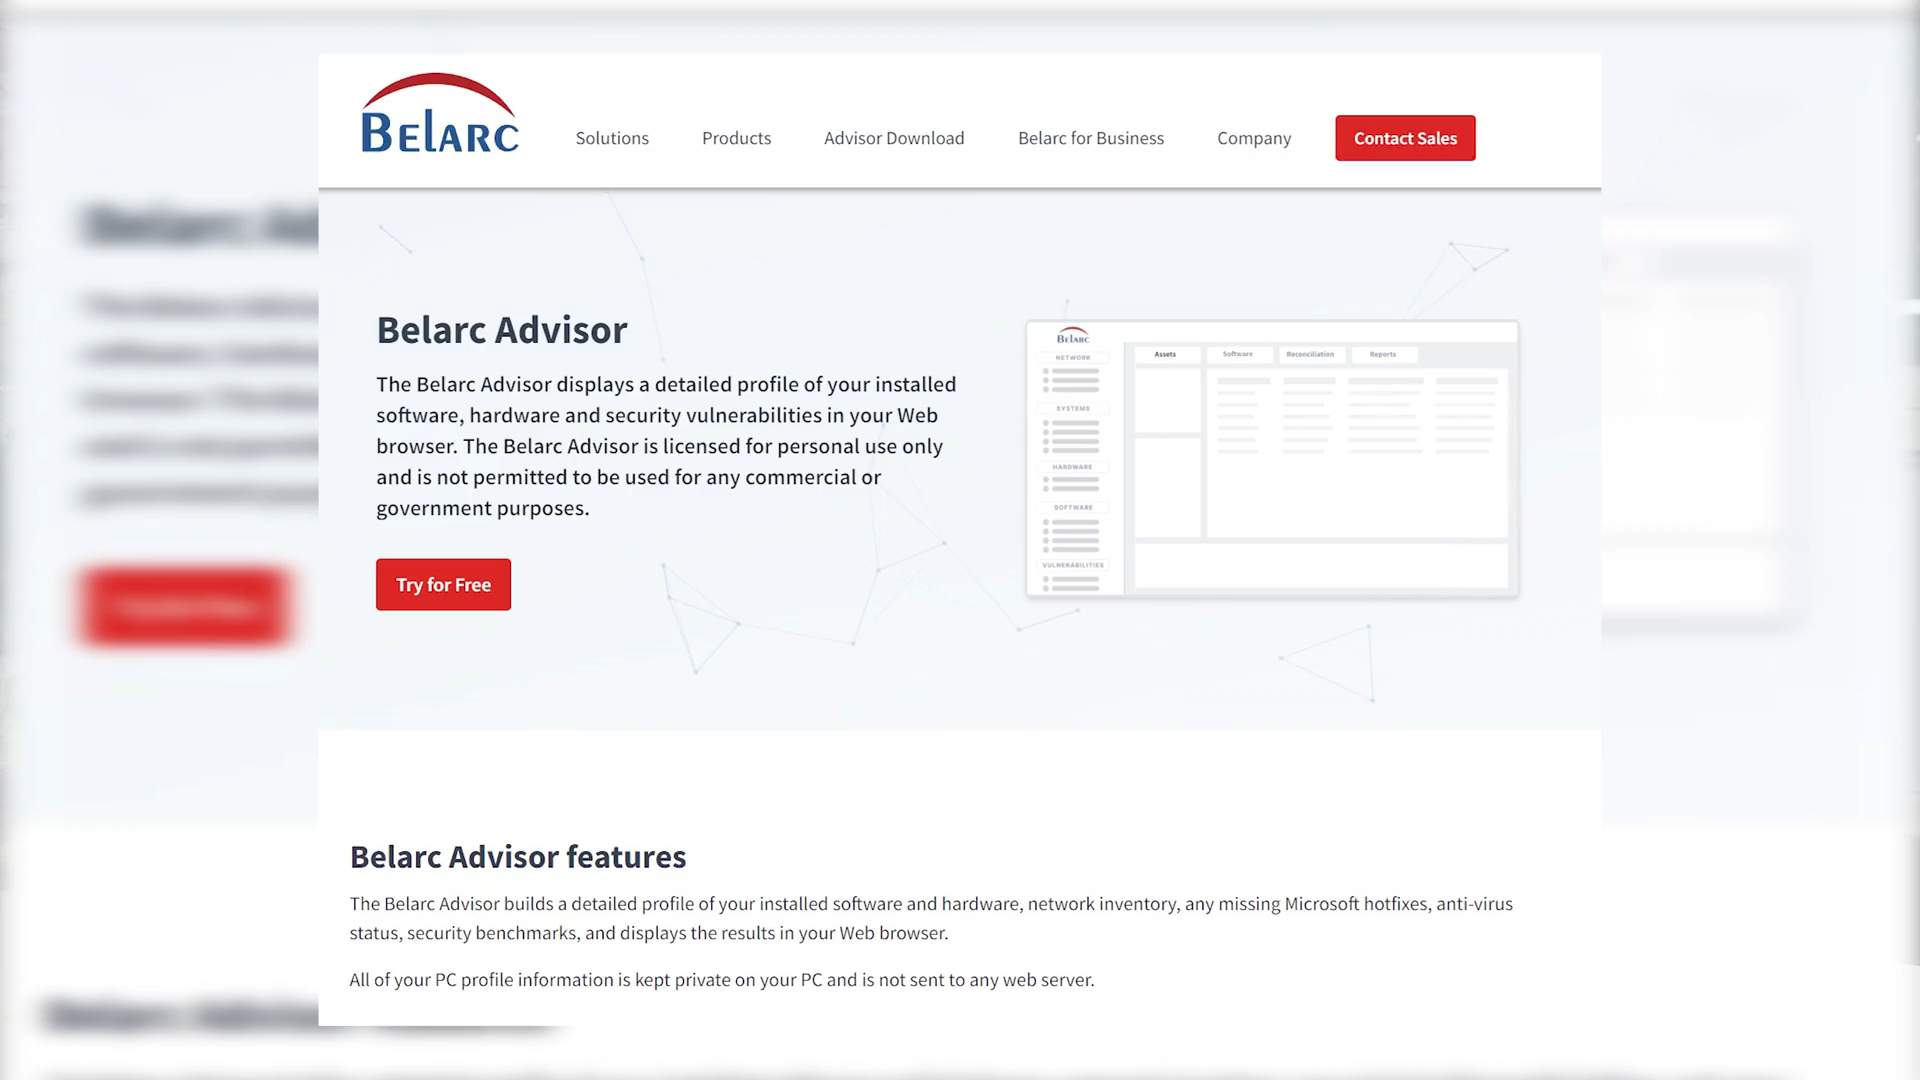 BELARC
Solutions
Products
Advisor Download
Belarc for Business
Company
Contact Sales
Belarc Advisor
The Belarc Advisor displays a detailed profile of your installed
software, hardware and security vulnerabilities in your Web
browser. The Belarc Advisor is licensed for personal use only
and is not permitted to be used for any commercial or
government purposes.
Try for Free
BELARC
NETWORK
SYSTEMS
HARDWARE
SOFTWARE
VULNERABILITIES
Assets
Software
Reconciliation
Reports
Belarc Advisor features
The Belarc Advisor builds a detailed profile of your installed software and hardware, network inventory, any missing Microsoft hotfixes, anti-virus
status, security benchmarks, and displays the results in your Web browser.
All of your PC profile information is kept private on your PC and is not sent to any web server.